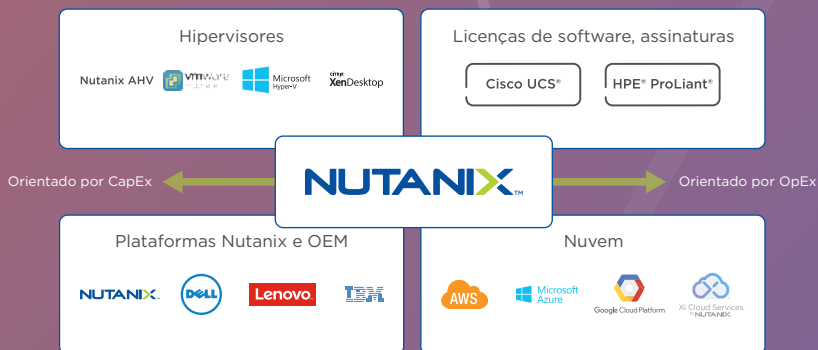 Hipervisores
Nutanix AHV
vmware
Microsoft
Hyper-V
citrix
XenDesktop
Licenças de software, assinaturas
Cisco UCS®
HPE® ProLiant®
Orientado por CapEx
NUTANIX™
Orientado por OpEx
Plataformas Nutanix e OEM
NUTANIX™
DELL
Lenovo
IBM
Nuvem
AWS
Microsoft
Azure
Google Cloud Platform
Xi Cloud Services
BY NUTANIX